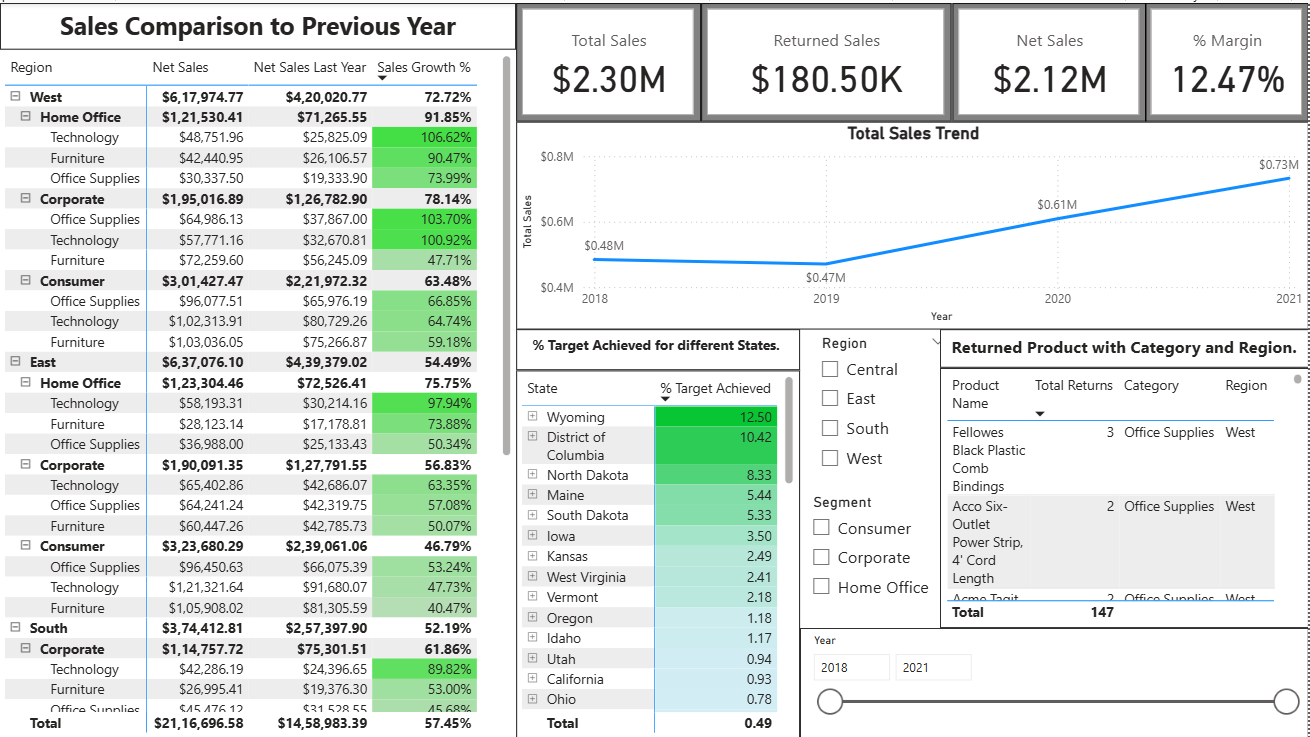 Sales Comparison to Previous Year
Region Net Sales Net Sales Last Year Sales Growth %
West $6,17,974.77 $4,20,020.77 72.72%
Home Office $1,21,530.41 $71,265.55 91.85%
Technology $48,751.96 $25,825.09 106.62%
Furniture $42,440.95 $26,106.57 90.47%
Office Supplies $30,337.50 $19,333.90 73.99%
Corporate $1,95,016.89 $1,26,782.90 78.14%
Office Supplies $64,986.13 $37,867.00 103.70%
Technology $57,771.16 $32,670.81 100.92%
Furniture $72,259.60 $56,245.09 47.71%
Consumer $3,01,427.47 $2,21,972.32 63.48%
Office Supplies $96,077.51 $65,976.19 66.85%
Technology $1,02,313.91 $80,729.26 64.74%
Furniture $1,03,036.05 $75,266.87 59.18%
East $6,37,076.10 $4,39,379.02 54.49%
Home Office $1,23,304.46 $72,526.41 75.75%
Technology $58,193.31 $30,214.16 97.94%
Furniture $28,123.14 $17,178.81 73.88%
Office Supplies $36,988.00 $25,133.43 50.34%
Corporate $1,90,091.35 $1,27,791.55 56.83%
Technology $65,402.86 $42,686.07 63.35%
Office Supplies $64,241.24 $42,319.75 57.08%
Furniture $60,447.26 $42,785.73 50.07%
Consumer $3,23,680.29 $2,39,061.06 46.79%
Office Supplies $96,450.63 $66,075.39 53.24%
Technology $1,21,321.64 $91,680.07 47.73%
Furniture $1,05,908.02 $81,305.59 40.47%
South $3,74,412.81 $2,57,397.90 52.19%
Corporate $1,14,757.72 $75,301.51 61.86%
Technology $42,286.19 $24,396.65 89.82%
Furniture $26,995.41 $19,376.30 53.00%
Office Supplies $45,476.12 $31,528.55 45.68%
Total $21,16,696.58 $14,58,983.39 57.45%
Total Sales
$2.30M
Returned Sales
$180.50K
Net Sales
$2.12M
% Margin
12.47%
Total Sales Trend
Total Sales
$0.8M
$0.6M
$0.4M
$0.48M
$0.47M
$0.61M
$0.73M
2018 2019 2020 2021
Year
% Target Achieved for different States.
State % Target Achieved
Wyoming 12.50
District of
Columbia 10.42
North Dakota 8.33
Maine 5.44
South Dakota 5.33
Iowa 3.50
Kansas 2.49
West Virginia 2.41
Vermont 2.18
Oregon 1.18
Idaho 1.17
Utah 0.94
California 0.93
Ohio 0.78
Total 0.49
Region
Central
East
South
West
Segment
Consumer
Corporate
Home Office
Returned Product with Category and Region.
Product
Name Total Returns Category Region
Fellowes 3 Office Supplies West
Black Plastic
Comb
Bindings
Acco Six- 2 Office Supplies West
Outlet
Power Strip,
4' Cord
Length
Acme Tagit 2 Office Supplies West
Total 147
Year
2018 2021